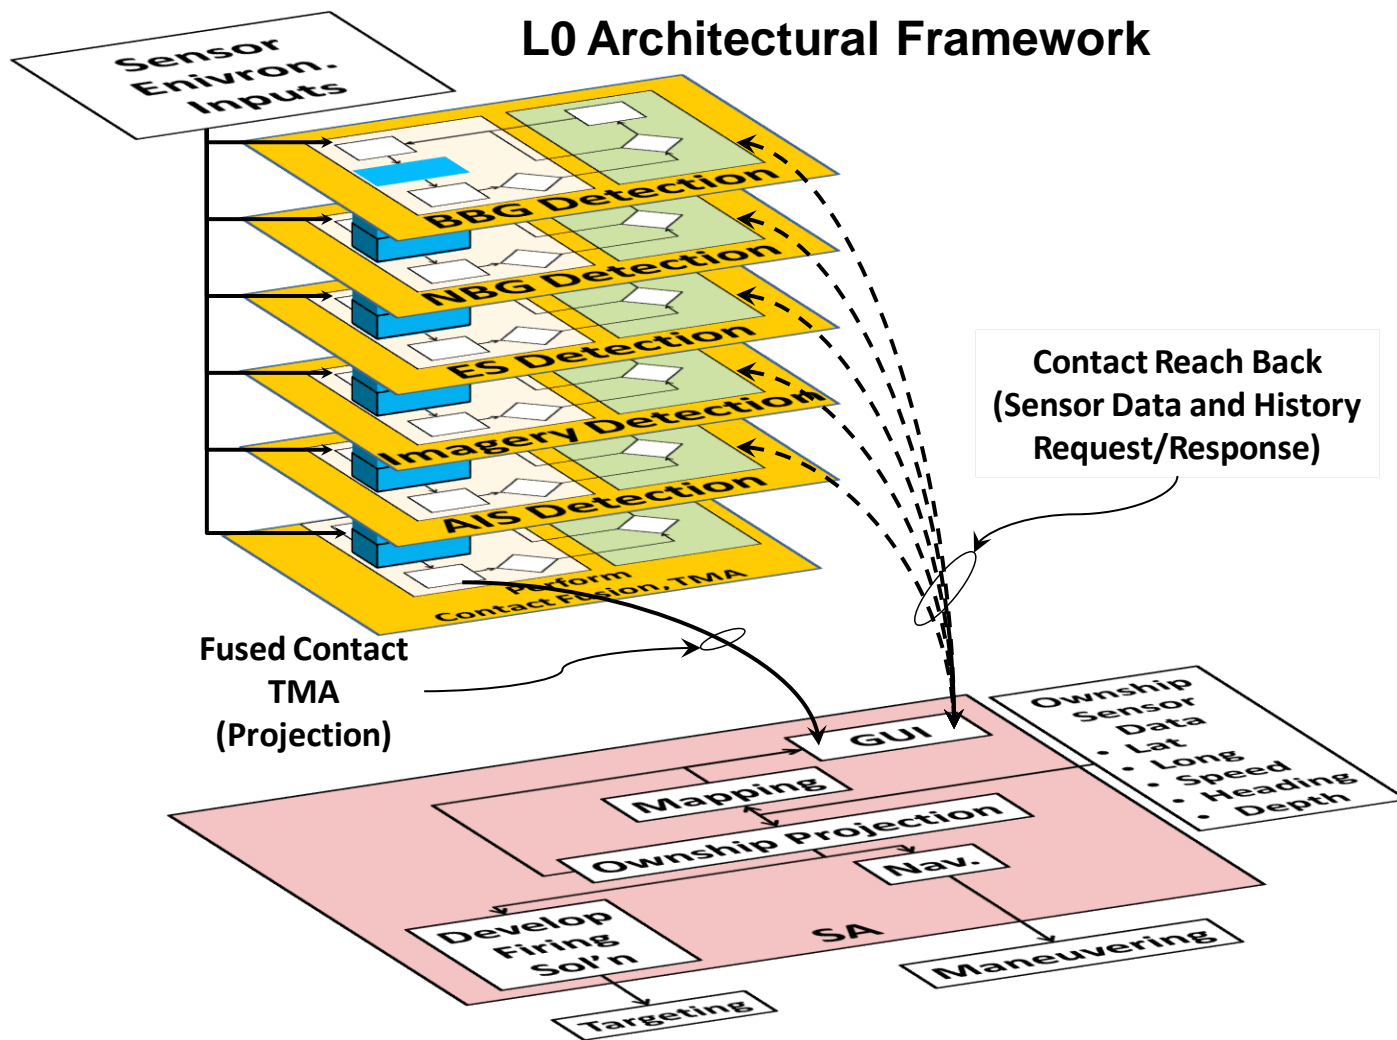 L0 Architectural Framework
Sensor
Enivron.
Inputs
BBG Detection
NBG Detection
ES Detection
Imagery Detection
AIS Detection
Perform
Contact Fusion, TMA
Contact Reach Back
(Sensor Data and History
Request/Response)
Fused Contact
TMA
(Projection)
Ownship
Sensor
Data
• Lat
• Long
• Speed
• Heading
• Depth
GUI
Mapping
Ownship Projection
Nav.
Develop
Firing
Sol'n
SA
Maneuvering
Targeting